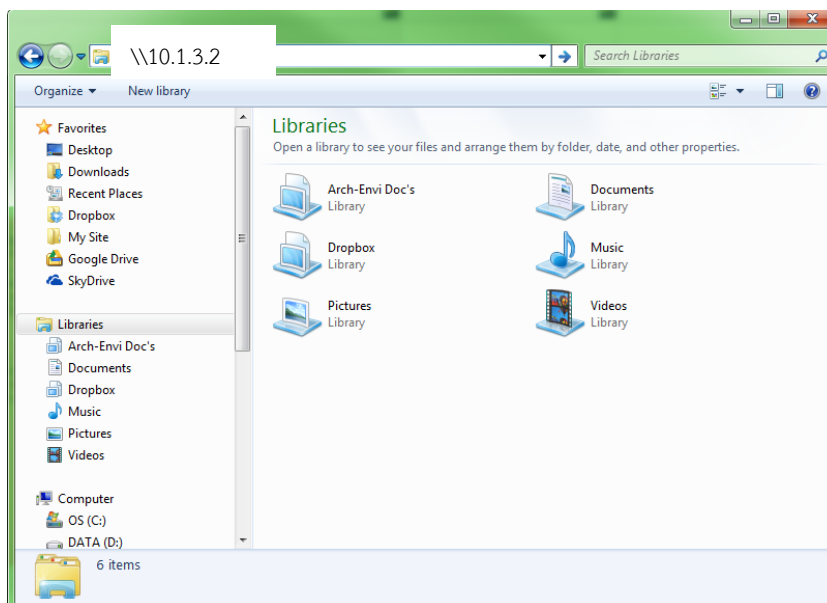 \\10.1.3.2
Search Libraries
Organize
New library
Favorites
Desktop
Downloads
Recent Places
Dropbox
My Site
Google Drive
SkyDrive
Libraries
Arch-Envi Doc's
Documents
Dropbox
Music
Pictures
Videos
Computer
OS (C:)
DATA (D:)
Libraries
Open a library to see your files and arrange them by folder, date, and other properties.
Arch-Envi Doc's
Library
Documents
Library
Dropbox
Library
Music
Library
Pictures
Library
Videos
Library
6 items